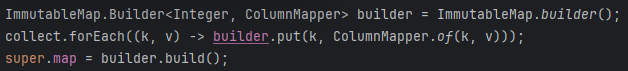 ImmutableMap.Builder<Integer, ColumnMapper> builder = ImmutableMap.builder();
collect.forEach((k, v) -> builder.put(k, ColumnMapper.of(k, v)));
super.map = builder.build();